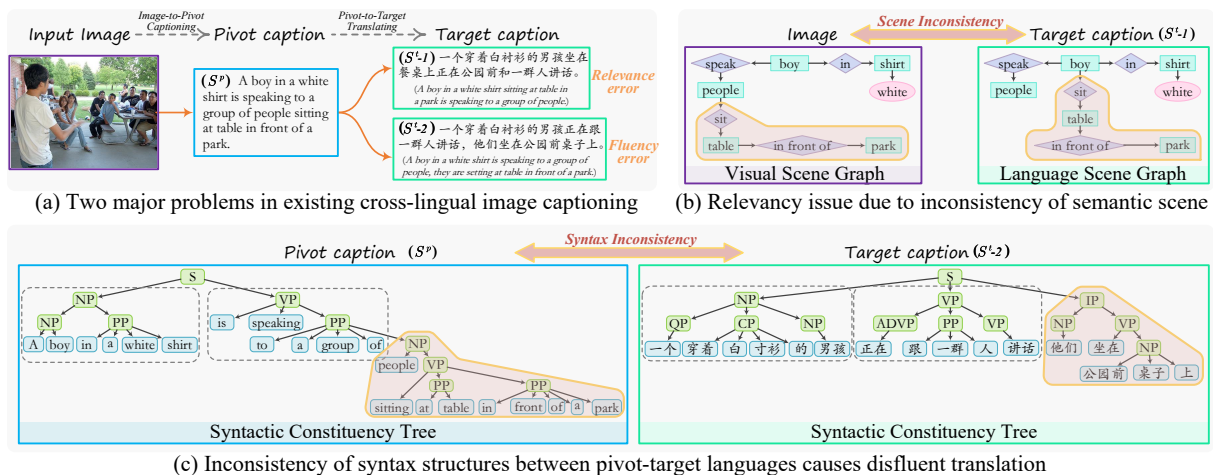 Image-to-Pivot
Captioning
Pivot-to-Target
Translating
Input Image
Pivot caption
Target caption
(Sᵖ) A boy in a white
shirt is speaking to a
group of people sitting
at table in front of a
park.
(Sᵗ-1) 一个穿着白衬衫的男孩坐在
餐桌上正在公园前和一群人讲话。
(A boy in a white shirt sitting at table in
a park is speaking to a group of people.)
Relevance
error
(Sᵗ-2) 一个穿着白衬衫的男孩正在跟
一群人讲话，他们坐在公园前桌子上。
(A boy in a white shirt is speaking to a group of
people, they are setting at table in front of a park.)
Fluency
error
(a) Two major problems in existing cross-lingual image captioning
Scene Inconsistency
Image
Target caption (Sᵗ-1)
speak
boy
in
shirt
people
white
sit
table
in front of
park
Visual Scene Graph
speak
boy
in
shirt
people
sit
white
table
in front of
park
Language Scene Graph
(b) Relevancy issue due to inconsistency of semantic scene
Syntax Inconsistency
Pivot caption (Sᵖ)
Target caption (Sᵗ-2)
S
NP
VP
NP
PP
is
speaking
PP
A
boy
in
a
white
shirt
to
a
group
of
NP
people
VP
PP
PP
sitting
at
table
in
front
of
a
park
Syntactic Constituency Tree
S
NP
VP
IP
QP
CP
NP
ADVP
PP
VP
NP
VP
一个
穿着
白
寸衫
的
男孩
正在
跟
一群
人
讲话
他们
坐在
NP
公园前
桌子
上
Syntactic Constituency Tree
(c) Inconsistency of syntax structures between pivot-target languages causes disfluent translation